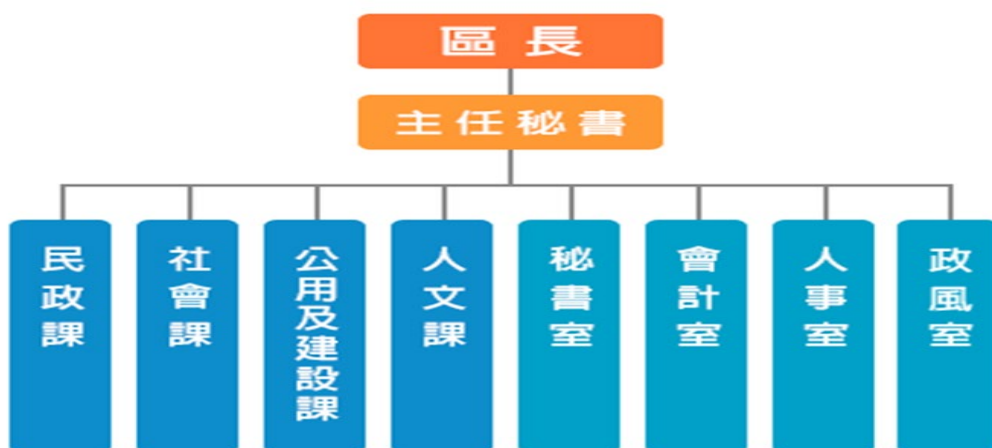 區長
主任秘書
民政課
社會課
公用及建設課
人文課
秘書室
會計室
人事室
政風室